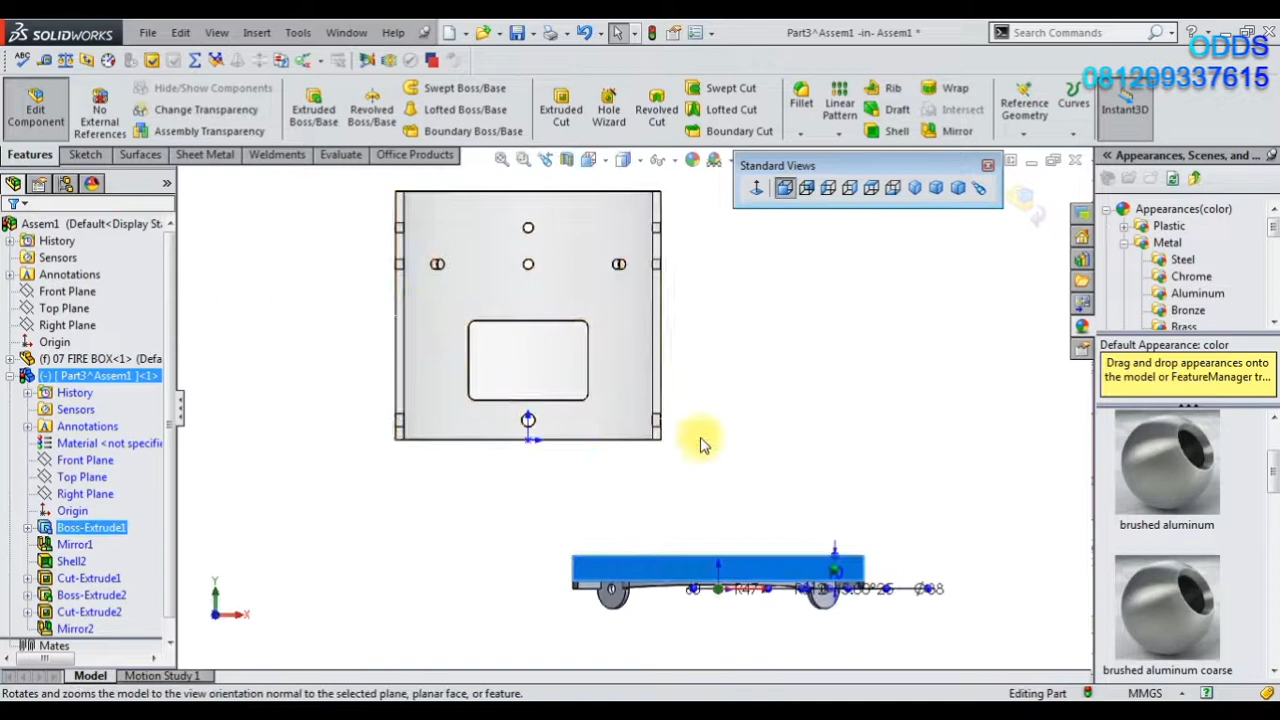 SOLIDWORKS
File
Edit
View
Insert
Tools
Window
Help
Part3^Assem1 -in- Assem1 *
Search Commands
ODDS
081299337615
Edit
Component
No
External
References
Hide/Show Components
Change Transparency
Assembly Transparency
Extruded
Boss/Base
Revolved
Boss/Base
Swept Boss/Base
Lofted Boss/Base
Boundary Boss/Base
Extruded
Cut
Hole
Wizard
Revolved
Cut
Swept Cut
Lofted Cut
Boundary Cut
Fillet
Linear
Pattern
Rib
Draft
Shell
Wrap
Intersect
Mirror
Reference
Geometry
Curves
Instant3D
Features
Sketch
Surfaces
Sheet Metal
Weldments
Evaluate
Office Products
Standard Views
Appearances, Scenes, and...
Assem1 (Default<Display St
History
Sensors
Annotations
Front Plane
Top Plane
Right Plane
Origin
(f) 07 FIRE BOX<1> (Defa
(-) [ Part3^Assem1 ]<1>
History
Sensors
Annotations
Material <not specifie
Front Plane
Top Plane
Right Plane
Origin
Boss-Extrude1
Mirror1
Shell2
Cut-Extrude1
Boss-Extrude2
Cut-Extrude2
Mirror2
Mates
Y
X
R47
Appearances(color)
Plastic
Metal
Steel
Chrome
Aluminum
Bronze
Brass
Default Appearance: color
Drag and drop appearances onto
the model or FeatureManager tr...
brushed aluminum
brushed aluminum coarse
Model
Motion Study 1
Rotates and zooms the model to the view orientation normal to the selected plane, planar face, or feature.
Editing Part
MMGS